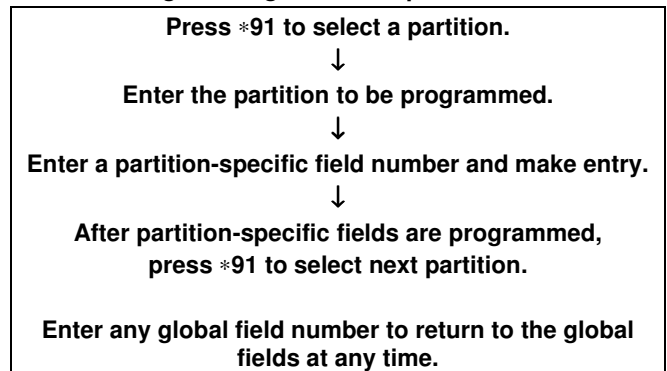 Press ∗91 to select a partition.
↓
Enter the partition to be programmed.
↓
Enter a partition-specific field number and make entry.
↓
After partition-specific fields are programmed,
press ∗91 to select next partition.
Enter any global field number to return to the global
fields at any time.